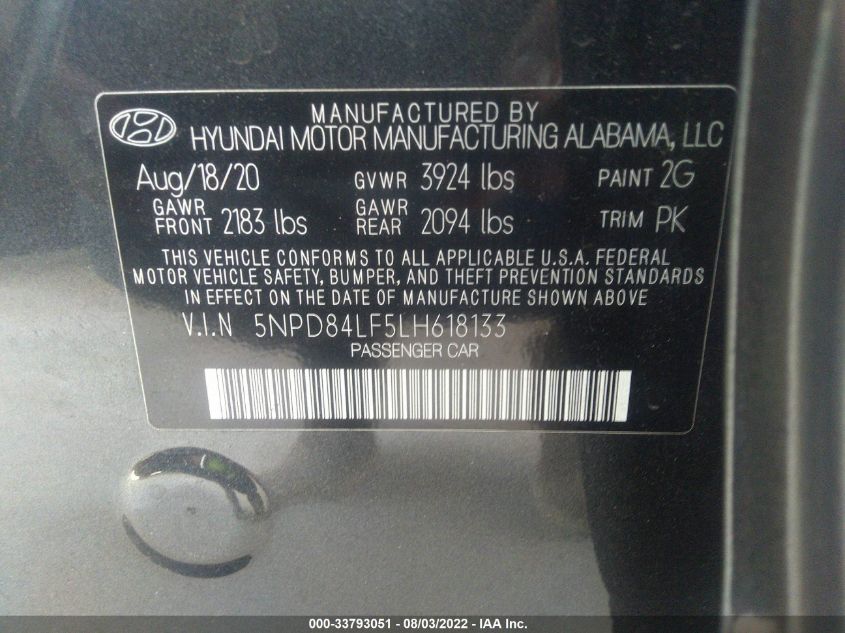 MANUFACTURED BY
HYUNDAI MOTOR MANUFACTURING ALABAMA, LLC
Aug/18/20 GVWR 3924 lbs PAINT 2G
GAWR FRONT 2183 lbs GAWR REAR 2094 lbs TRIM PK
THIS VEHICLE CONFORMS TO ALL APPLICABLE U.S.A. FEDERAL
MOTOR VEHICLE SAFETY, BUMPER, AND THEFT PREVENTION STANDARDS
IN EFFECT ON THE DATE OF MANUFACTURE SHOWN ABOVE.
V.I.N 5NPD84LF5LH618133
PASSENGER CAR
000-33793051 - 08/03/2022 - IAA Inc.